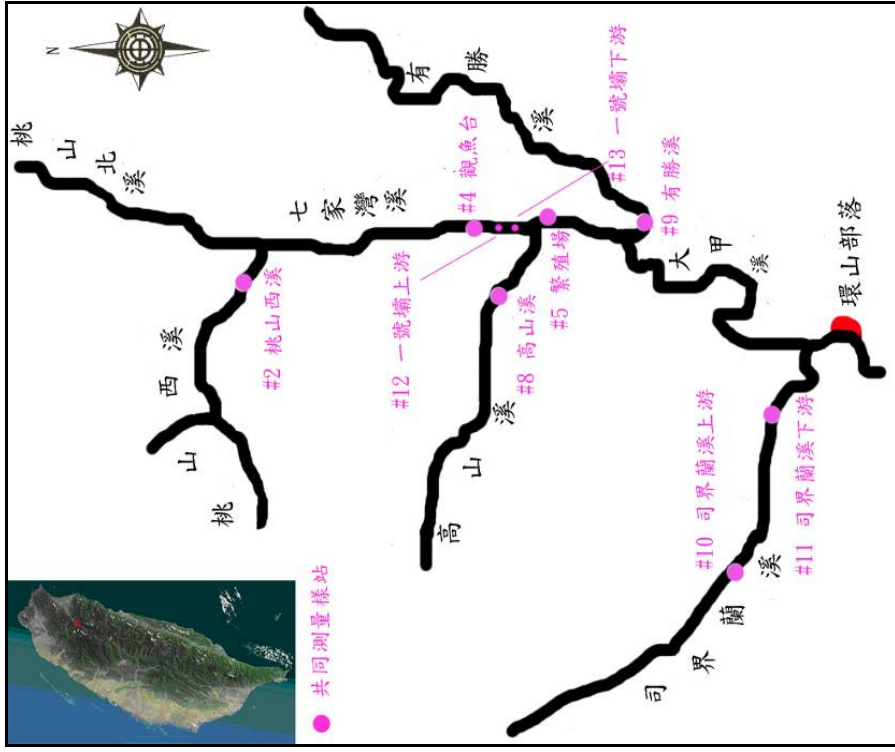 N
桃山北溪
七家灣溪
有勝溪
#4 觀魚台
#13 一號壩下游
#9 有勝溪
#2 桃山西溪
#12 一號壩上游
#8 高山溪
#5 繁殖場
大甲溪
環山部落
桃山西溪
高山溪
#10 司界蘭溪上游
#11 司界蘭溪下游
司界蘭溪
共同測量樣站